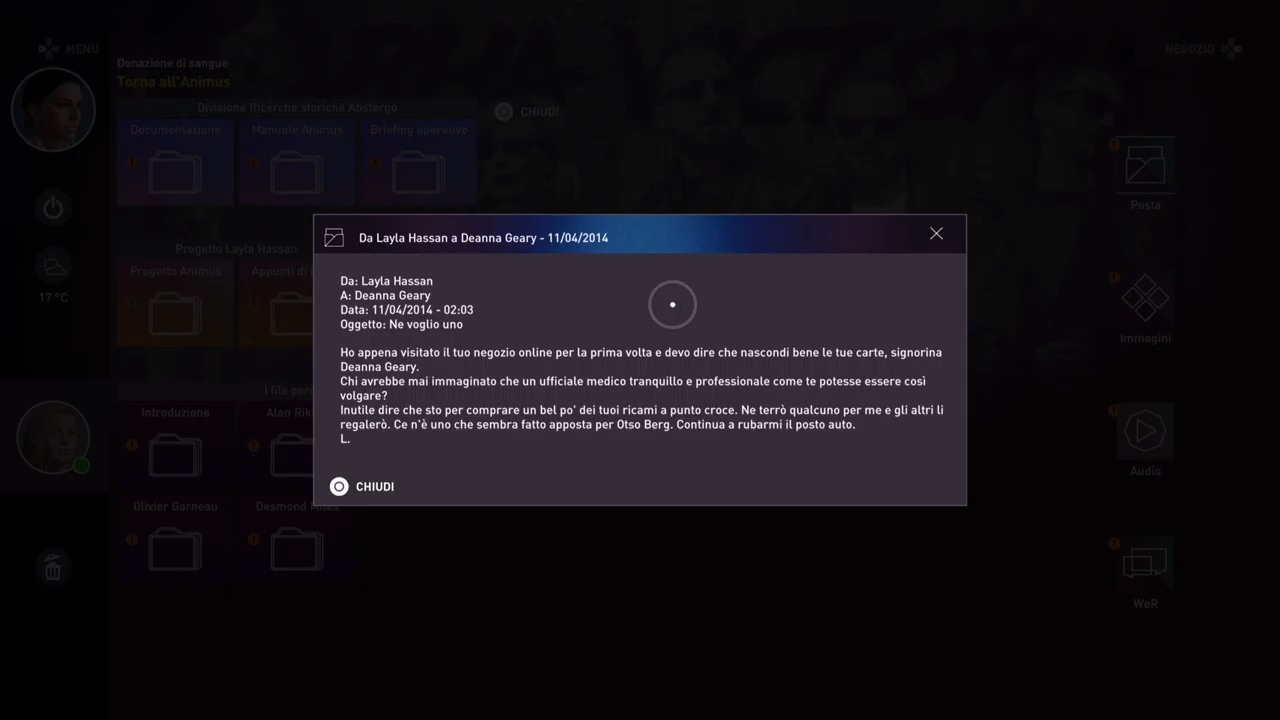 MENU
NEGOZIO
Donazione di sangue
Torna all'Animus
Divisione Ricerche storiche Abstergo
CHIUDI
Documentazione
Manuale Animus
Briefing operativo
Posta
Progetto Layla Hassan
Progetto Animus
Appunti di
17 °C
Da Layla Hassan a Deanna Geary - 11/04/2014
Da: Layla Hassan
A: Deanna Geary
Data: 11/04/2014 - 02:03
Oggetto: Ne voglio uno
Ho appena visitato il tuo negozio online per la prima volta e devo dire che nascondi bene le tue carte, signorina
Deanna Geary.
Chi avrebbe mai immaginato che un ufficiale medico tranquillo e professionale come te potesse essere così
volgare?
Inutile dire che sto per comprare un bel po' dei tuoi ricami a punto croce. Ne terrò qualcuno per me e gli altri li
regalerò. Ce n'è uno che sembra fatto apposta per Otso Berg. Continua a rubarmi il posto auto.
L.
CHIUDI
Immagini
I file
Introduzione
Alan
Audio
Olivier Garneau
Desmond Miles
WeR